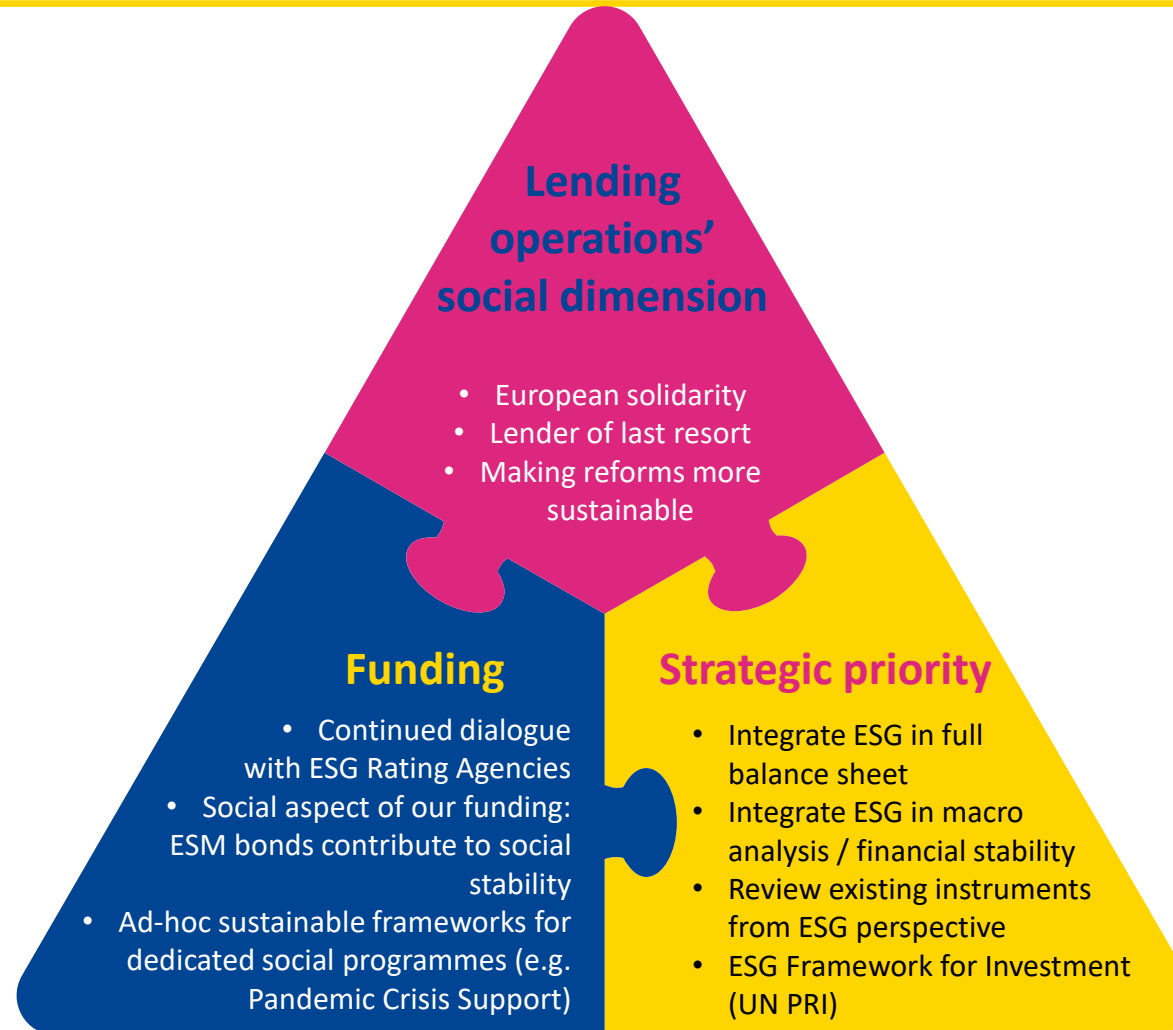 Lending
operations’
social dimension
• European solidarity
• Lender of last resort
• Making reforms more
sustainable
Funding
• Continued dialogue
with ESG Rating Agencies
• Social aspect of our funding:
ESM bonds contribute to social
stability
• Ad-hoc sustainable frameworks for
dedicated social programmes (e.g.
Pandemic Crisis Support)
Strategic priority
• Integrate ESG in full
balance sheet
• Integrate ESG in macro
analysis / financial stability
• Review existing instruments
from ESG perspective
• ESG Framework for Investment
(UN PRI)